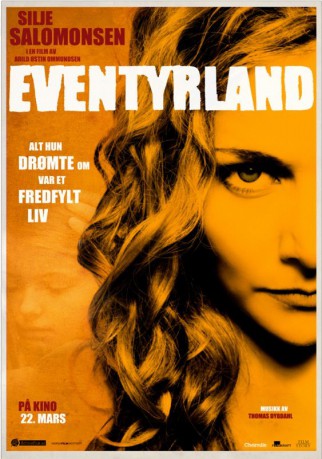 SILJE
SALOMONSEN
I EN FILM AV
ARILD ØSTIN OMMUNDSEN
EVENTYRLAND
ALT HUN
DRØMTE OM
VAR ET
FREDFYLT
LIV
PÅ KINO
22. MARS
MUSIKK AV
THOMAS DYBDAHL